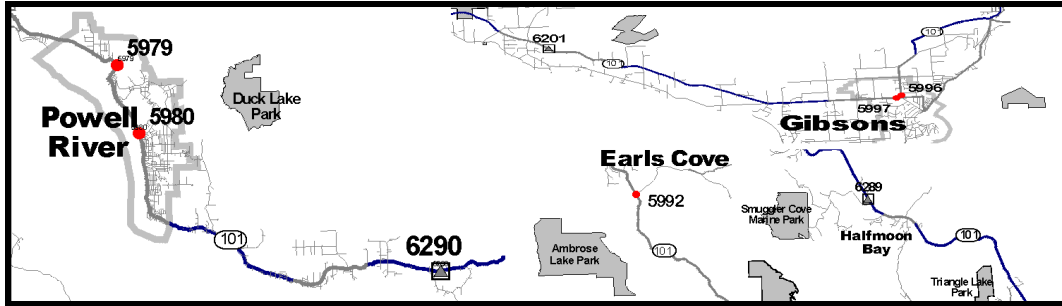 5979
5979
Duck Lake
Park
Powell
River
5980
101
6290
6201
101
101
5996
5997
Gibsons
Earls Cove
5992
Ambrose
Lake Park
101
6289
Smuggler Cove
Marine Park
Halfmoon
Bay
101
Triangle Lake
Park